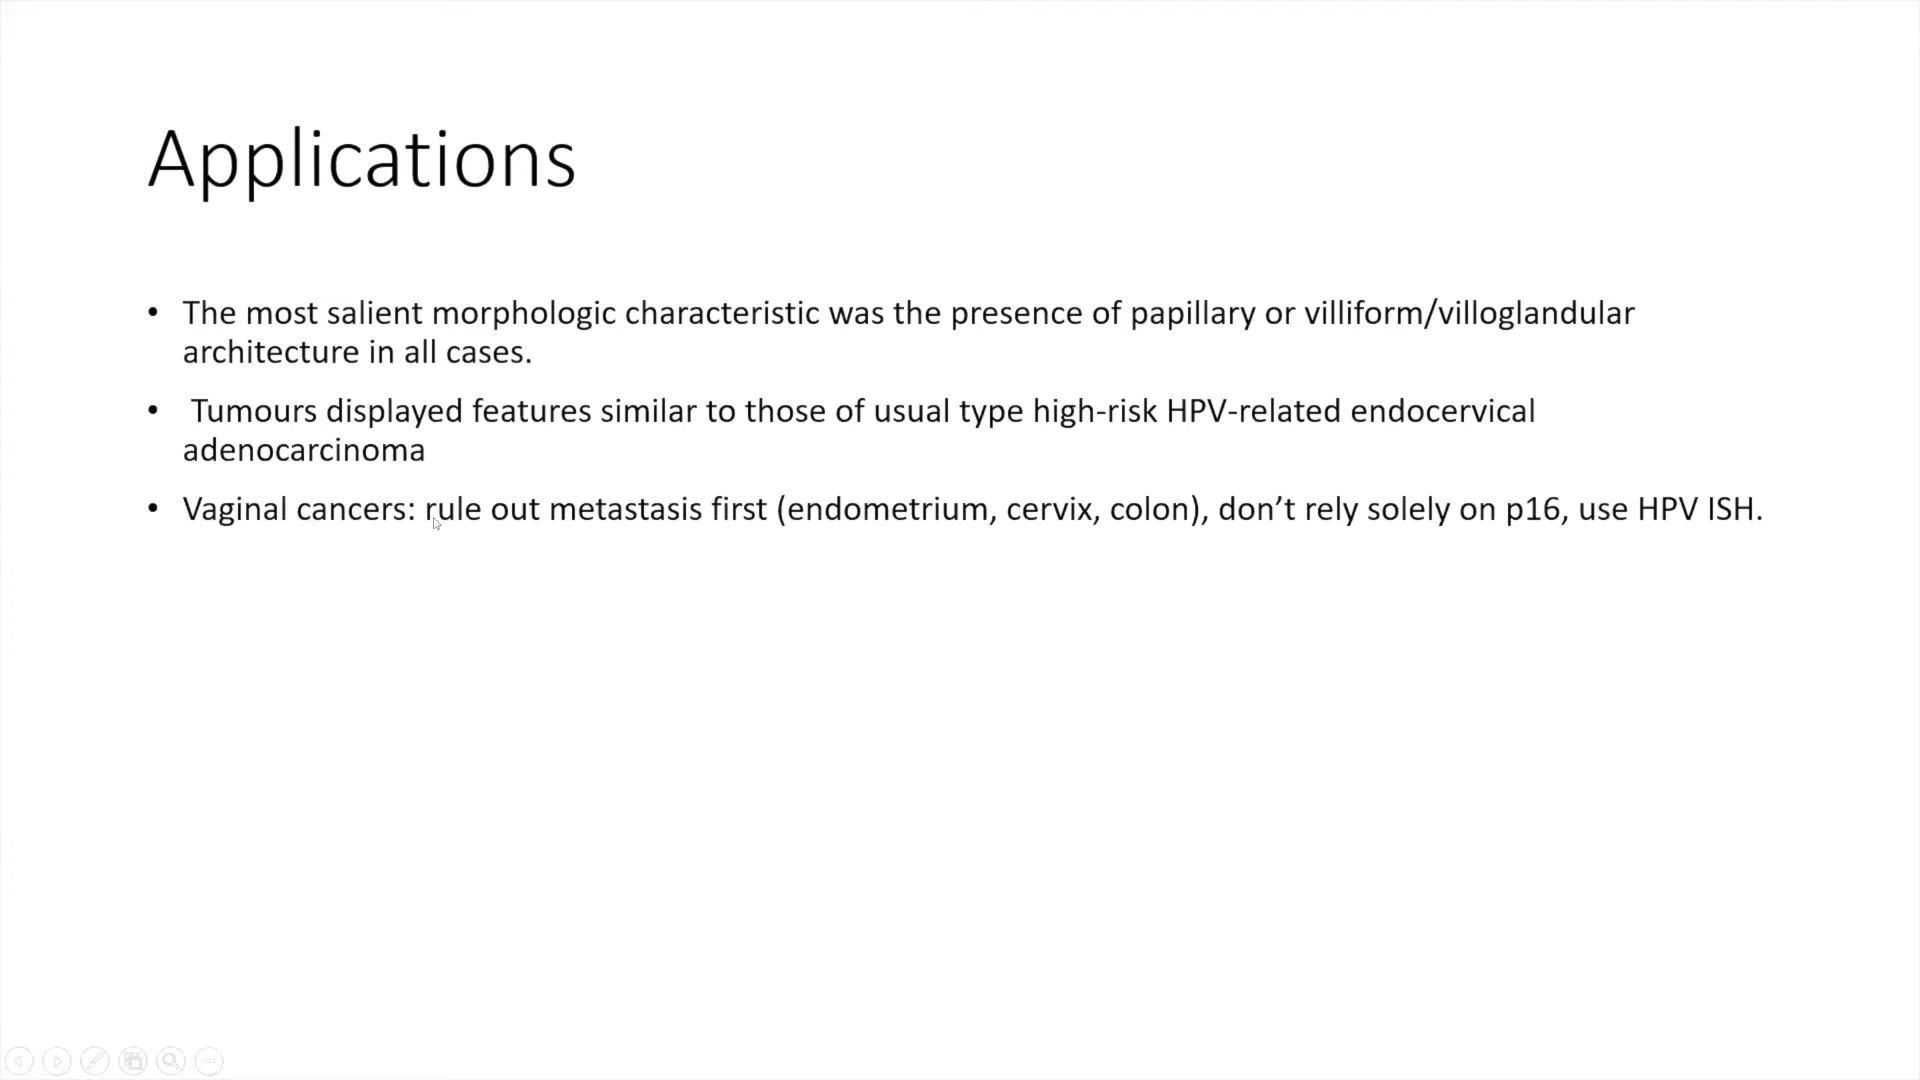 Applications
• The most salient morphologic characteristic was the presence of papillary or villiform/villoglandular
architecture in all cases.
• Tumours displayed features similar to those of usual type high-risk HPV-related endocervical
adenocarcinoma
• Vaginal cancers: rule out metastasis first (endometrium, cervix, colon), don’t rely solely on p16, use HPV ISH.